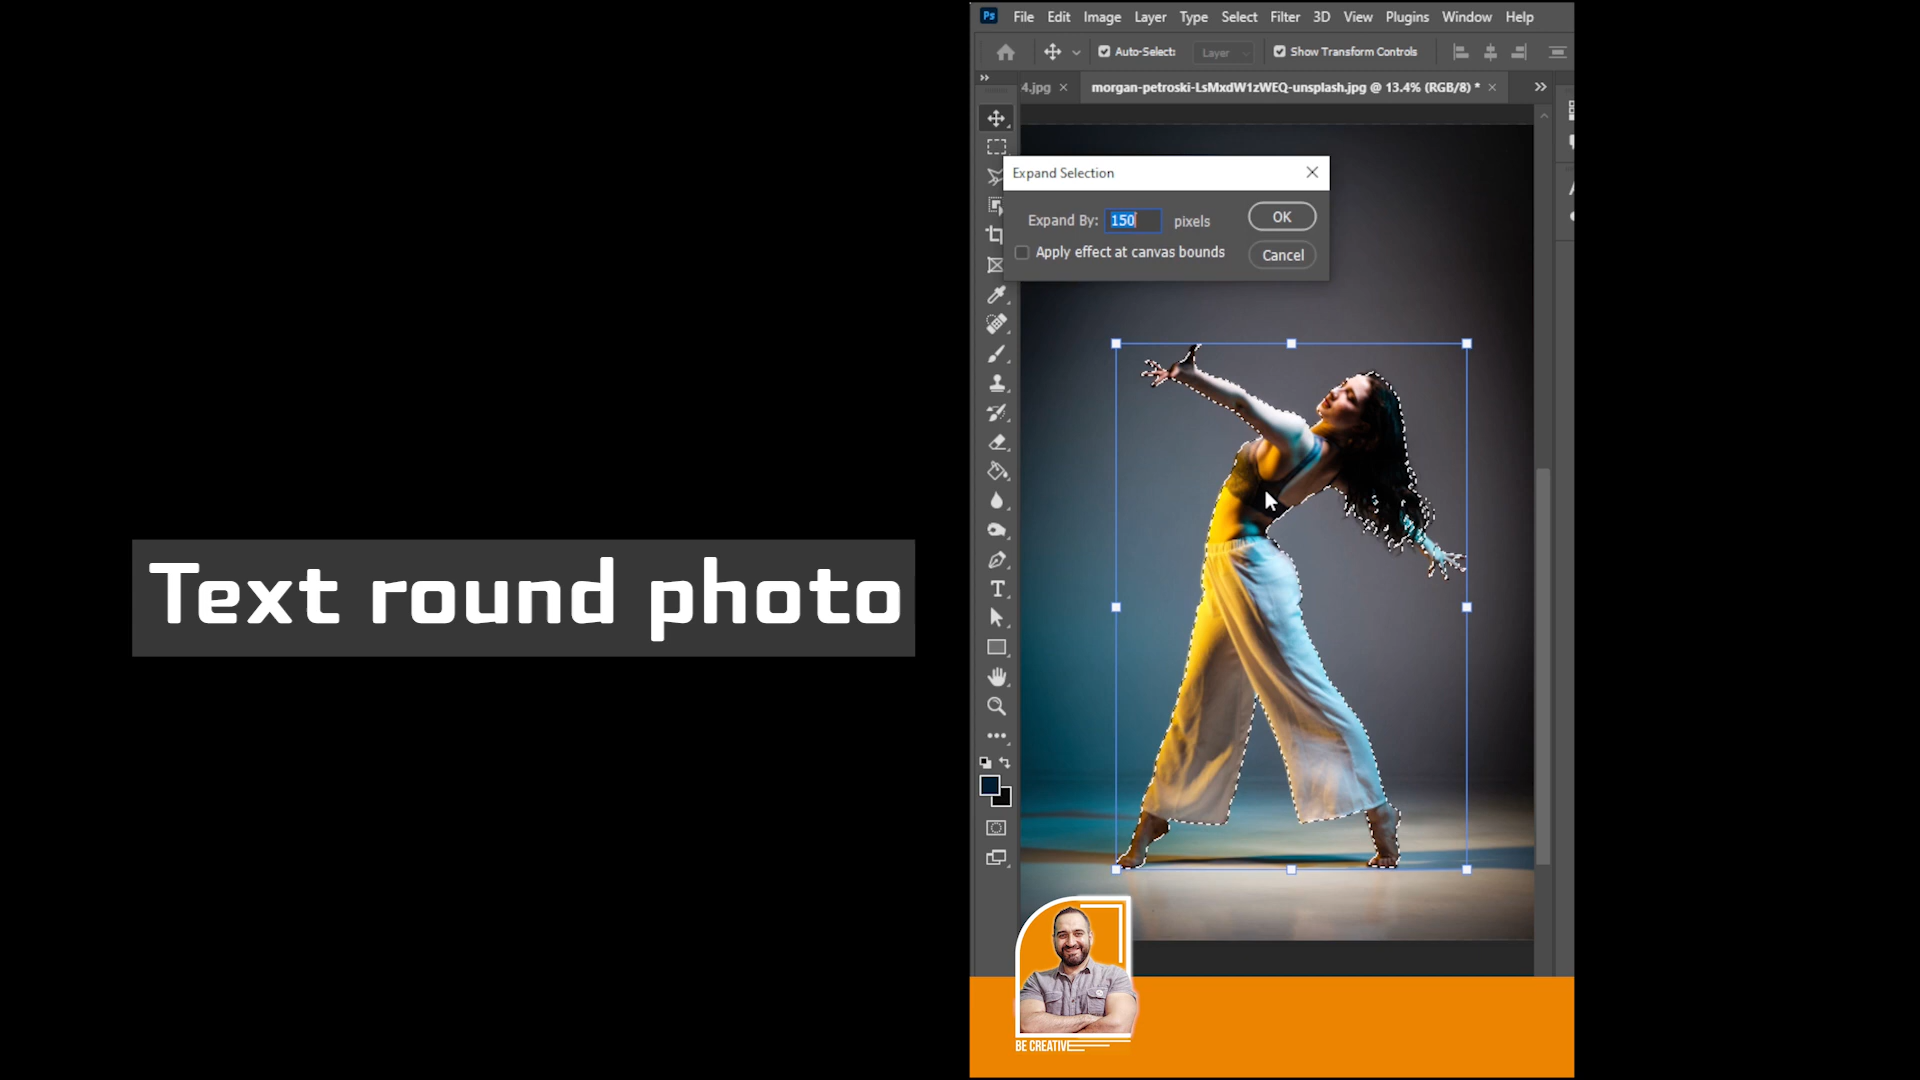 Text round photo
Ps File Edit Image Layer Type Select Filter 3D View Plugins Window Help
Auto-Select: Layer Show Transform Controls
4.jpg × morgan-petroski-LsMxdW1zWEQ-unsplash.jpg @ 13.4% (RGB/8) * ×
Expand Selection
Expand By: 150 pixels OK
Apply effect at canvas bounds Cancel
BE CREATIVE